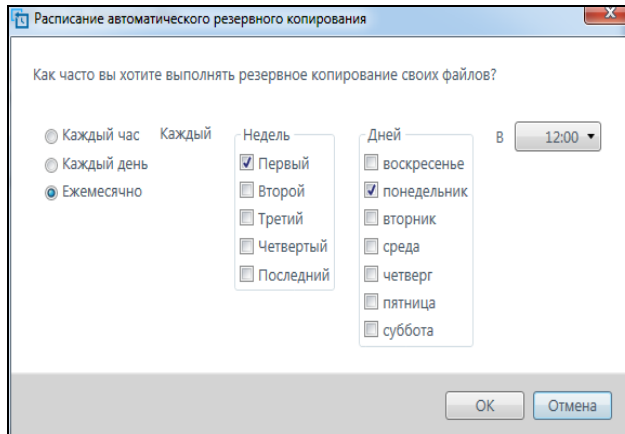 Расписание автоматического резервного копирования
Как часто вы хотите выполнять резервное копирование своих файлов?
Каждый час
Каждый день
Ежемесячно
Каждый
Недель
Первый
Второй
Третий
Четвертый
Последний
Дней
воскресенье
понедельник
вторник
среда
четверг
пятница
суббота
В
12:00
OK
Отмена